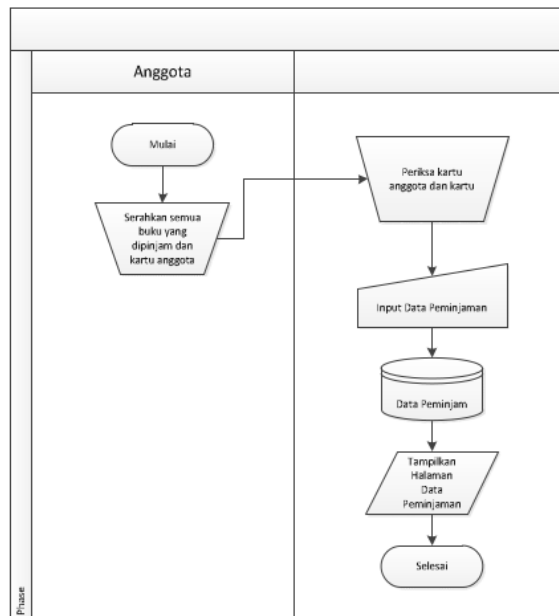 Anggota
Mulai
Serahkan semua
buku yang
dipinjam dan
kartu anggota
Periksa kartu
anggota dan kartu
Input Data Peminjaman
Data Peminjam
Tampilkan
Halaman
Data
Peminjaman
Selesai
Phase